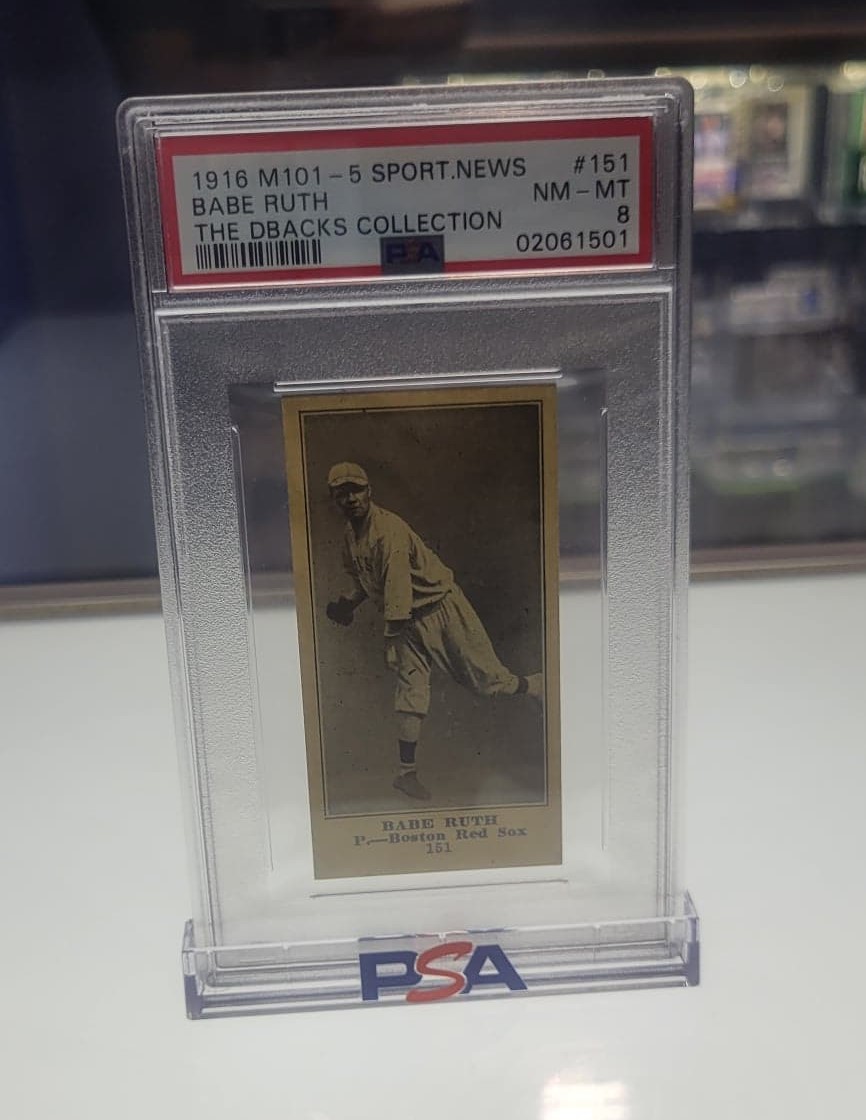 1916 M101-5 SPORT.NEWS #151
BABE RUTH NM-MT
THE DBACKS COLLECTION 8
PSA 02061501
BABE RUTH
P.—Boston Red Sox
151
PSA